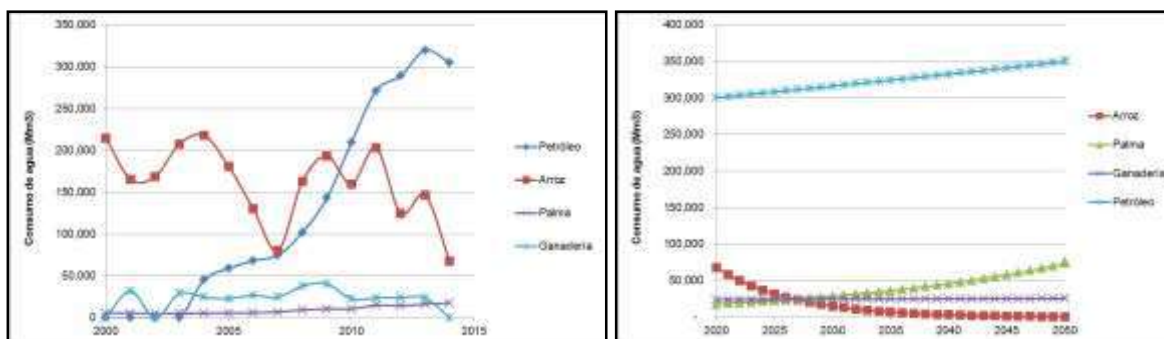 350,000
300,000
250,000
200,000
150,000
100,000
50,000
0
Consumo de agua (Mm3)
2000 2005 2010 2015
Petróleo
Arroz
Palma
Ganadería
400,000
350,000
300,000
250,000
200,000
150,000
100,000
50,000
-
Consumo de agua (Mm3)
2020 2025 2030 2035 2040 2045 2050
Arroz
Palma
Ganadería
Petróleo